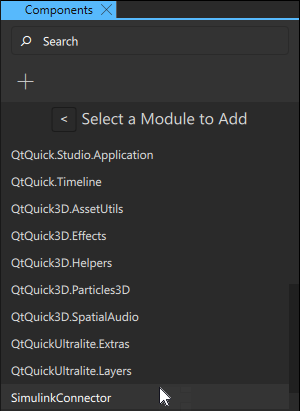 Components
Search
< Select a Module to Add
QtQuick.Studio.Application
QtQuick.Timeline
QtQuick3D.AssetUtils
QtQuick3D.Effects
QtQuick3D.Helpers
QtQuick3D.Particles3D
QtQuick3D.SpatialAudio
QtQuickUltralite.Extras
QtQuickUltralite.Layers
SimulinkConnector